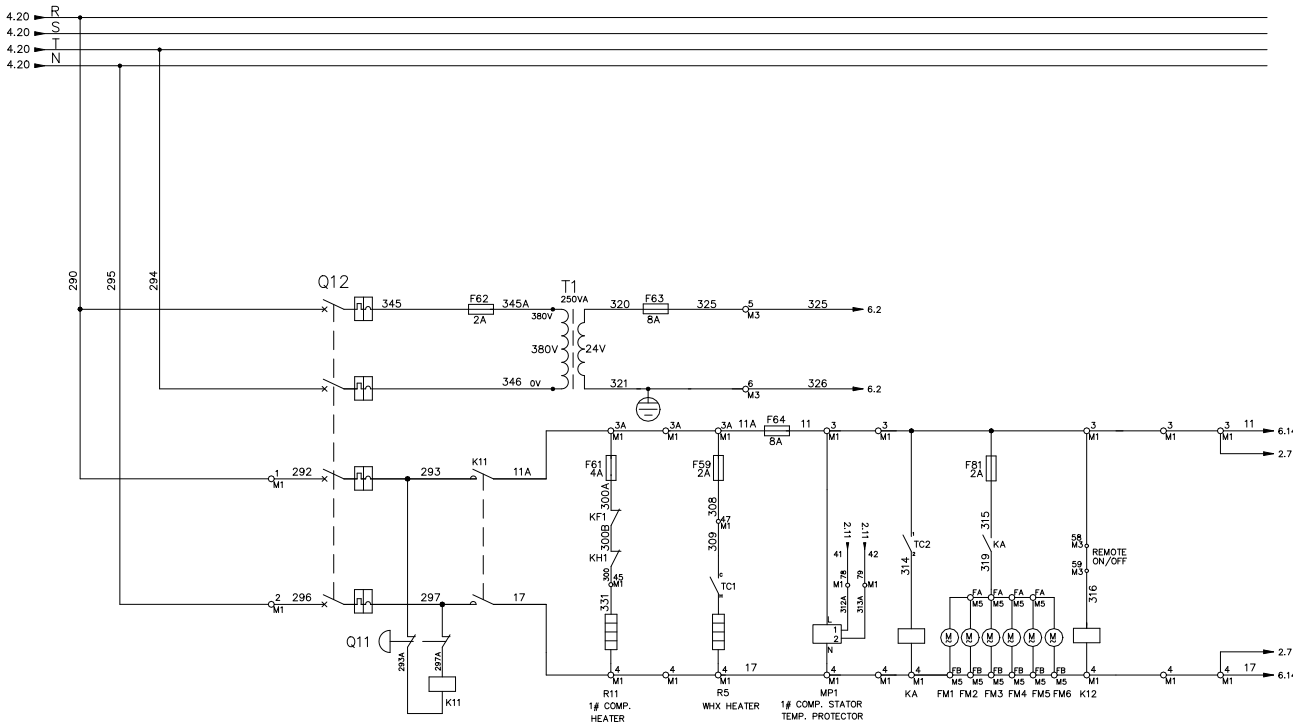 4.20 R
4.20 S
4.20 T
4.20 N
290
295
294
Q12
345
F62
2A
345A
T1
250VA
380V
380V
24V
320
F63
8A
325
5
M3
325
6.2
346
0V
321
6
M3
326
6.2
1
M1
292
293
K11
11A
3A
M1
3A
M1
3A
M1
11A
F64
8A
11
3
M1
3
M1
3
M1
3
M1
3
M1
11
6.14
2.7
F61
4A
300A
KF1
300B
KH1
300
45
M1
331
F59
2A
308
47
M1
309
C
TC1
H
2.11
2.11
41
42
M1
78
79
M1
312A
313A
L
1
2
N
1
TC2
2
314
F81
2A
315
KA
319
58
M3
REMOTE
ON/OFF
59
M3
316
2
M1
296
297
17
Q11
293A
297A
K11
FA
M5
FA
M5
FA
M5
FA
M5
FA
M5
M
M
M
M
M
M
4
M1
4
M1
4
M1
17
4
M1
4
M1
4
M1
FB
M5
FB
M5
FB
M5
FB
M5
FB
M5
FB
M5
4
M1
4
M1
4
M1
17
2.7
6.14
R11
1# COMP.
HEATER
R5
WHX HEATER
MP1
1# COMP. STATOR
TEMP. PROTECTOR
KA
FM1
FM2
FM3
FM4
FM5
FM6
K12